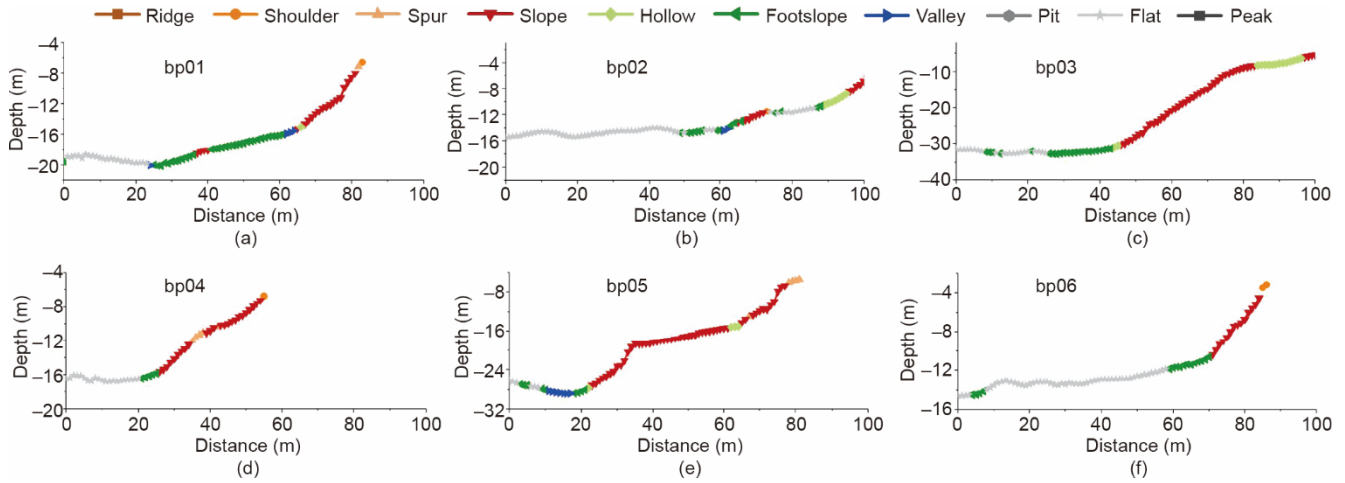 Ridge Shoulder Spur Slope Hollow Footslope Valley Pit Flat Peak
bp01
Depth (m)
–4
–8
–12
–16
–20
0 20 40 60 80 100
Distance (m)
(a)
bp02
Depth (m)
–4
–8
–12
–16
–20
0 20 40 60 80 100
Distance (m)
(b)
bp03
Depth (m)
–10
–20
–30
–40
0 20 40 60 80 100
Distance (m)
(c)
bp04
Depth (m)
–4
–8
–12
–16
–20
0 20 40 60 80 100
Distance (m)
(d)
bp05
Depth (m)
–8
–16
–24
–32
0 20 40 60 80 100
Distance (m)
(e)
bp06
Depth (m)
–4
–8
–12
–16
0 20 40 60 80 100
Distance (m)
(f)